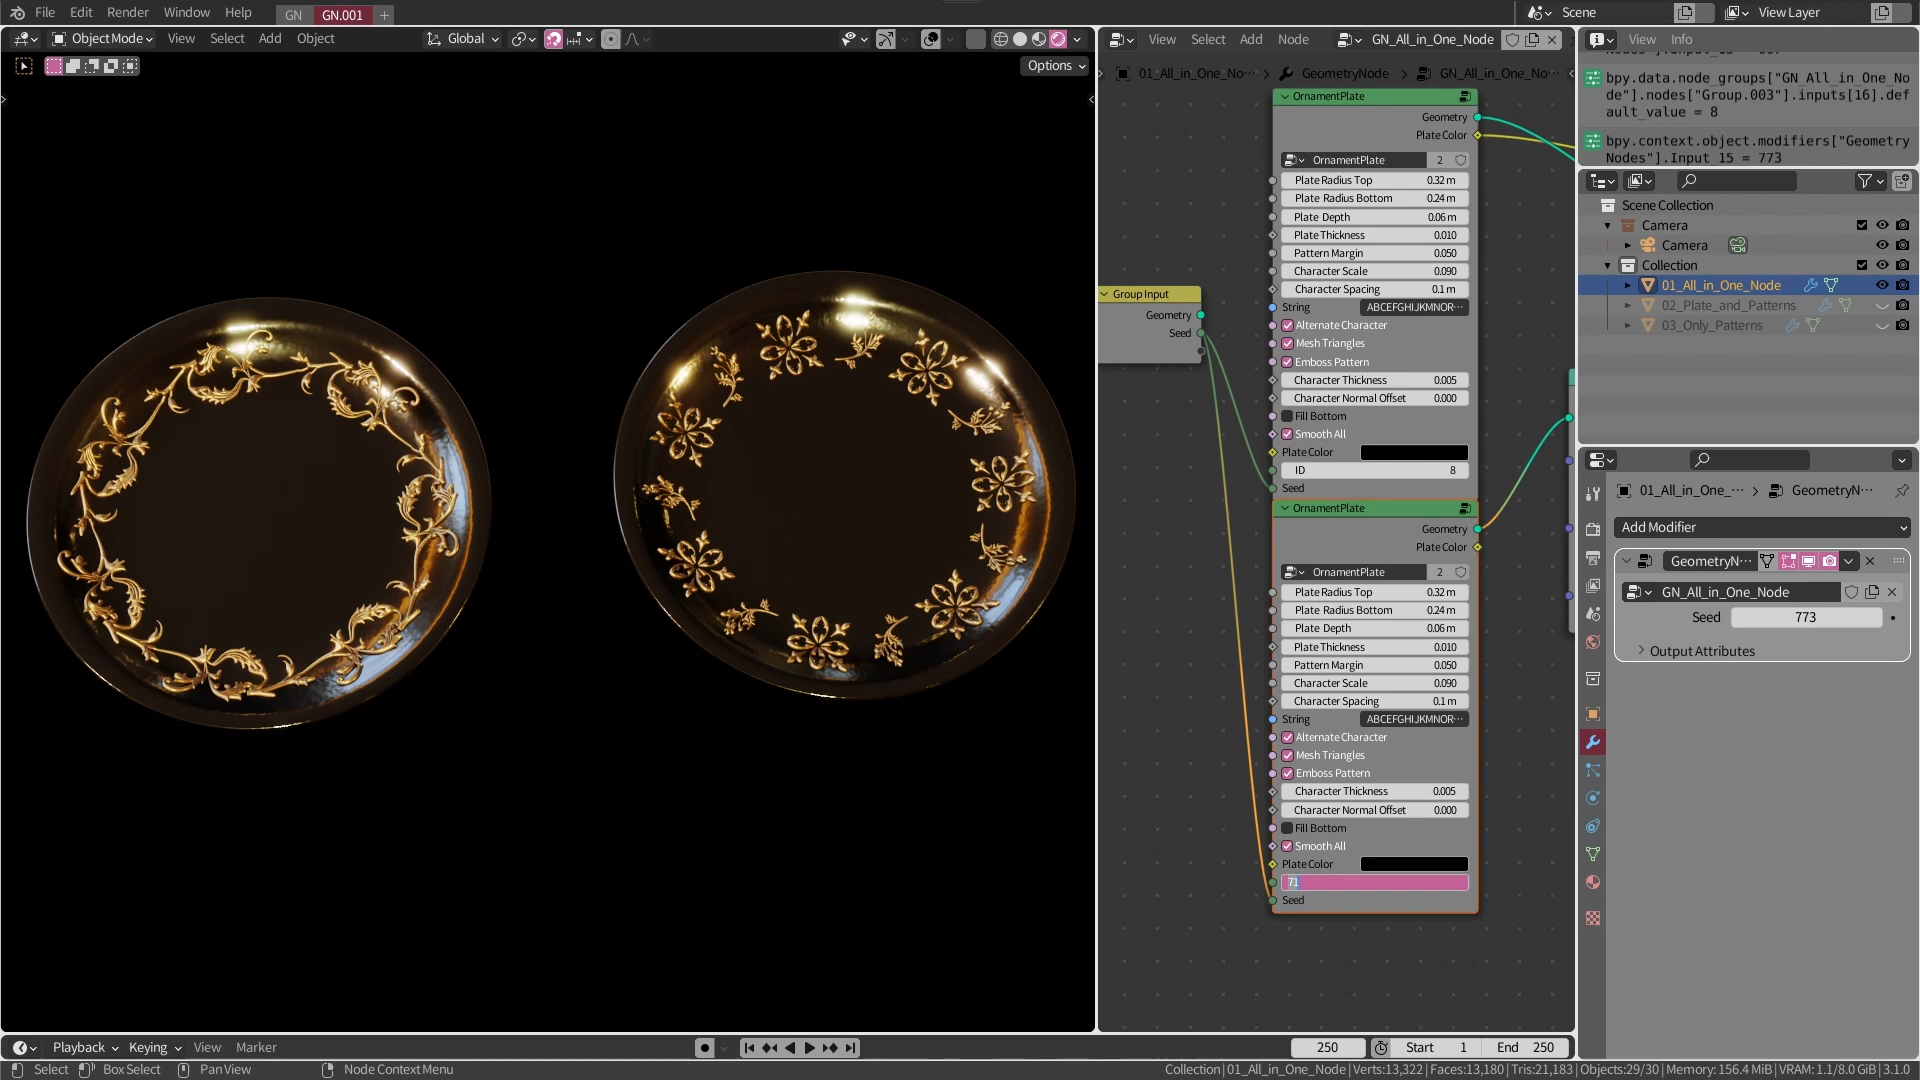 File Edit Render Window Help GN GN.001 Scene View Layer
Object Mode View Select Add Object Global
Options
View Select Add Node GN_All_in_One_Node
01_All_in_One_No··· GeometryNode GN_All_in_One_No···
OrnamentPlate
Geometry
Plate Color
OrnamentPlate 2
Plate Radius Top 0.32 m
Plate Radius Bottom 0.24 m
Plate Depth 0.06 m
Plate Thickness 0.010
Pattern Margin 0.050
Character Scale 0.090
Character Spacing 0.1 m
String ABCEFGHIJKMNOR···
Alternate Character
Mesh Triangles
Emboss Pattern
Character Thickness 0.005
Character Normal Offset 0.000
Fill Bottom
Smooth All
Plate Color
ID 8
Seed
Group Input
Geometry
Seed
OrnamentPlate
Geometry
Plate Color
OrnamentPlate 2
Plate Radius Top 0.32 m
Plate Radius Bottom 0.24 m
Plate Depth 0.06 m
Plate Thickness 0.010
Pattern Margin 0.050
Character Scale 0.090
Character Spacing 0.1 m
String ABCEFGHIJKMNOR···
Alternate Character
Mesh Triangles
Emboss Pattern
Character Thickness 0.005
Character Normal Offset 0.000
Fill Bottom
Smooth All
Plate Color
71
Seed
View Info
bpy.data.node_groups["GN_All_in_One_No
de"].nodes["Group.003"].inputs[16].def
ault_value = 8
bpy.context.object.modifiers["Geometry
Nodes"].Input_15 = 773
Scene Collection
Camera
Camera
Collection
01_All_in_One_Node
02_Plate_and_Patterns
03_Only_Patterns
01_All_in_One_··· GeometryN···
Add Modifier
GeometryN···
GN_All_in_One_Node
Seed 773
Output Attributes
Playback Keying View Marker 250 Start 1 End 250
Select Box Select Pan View Node Context Menu Collection | 01_All_in_One_Node | Verts:13,322 | Faces:13,180 | Tris:21,183 | Objects:29/30 | Memory: 156.4 MiB | VRAM: 1.1/8.0 GiB | 3.1.0